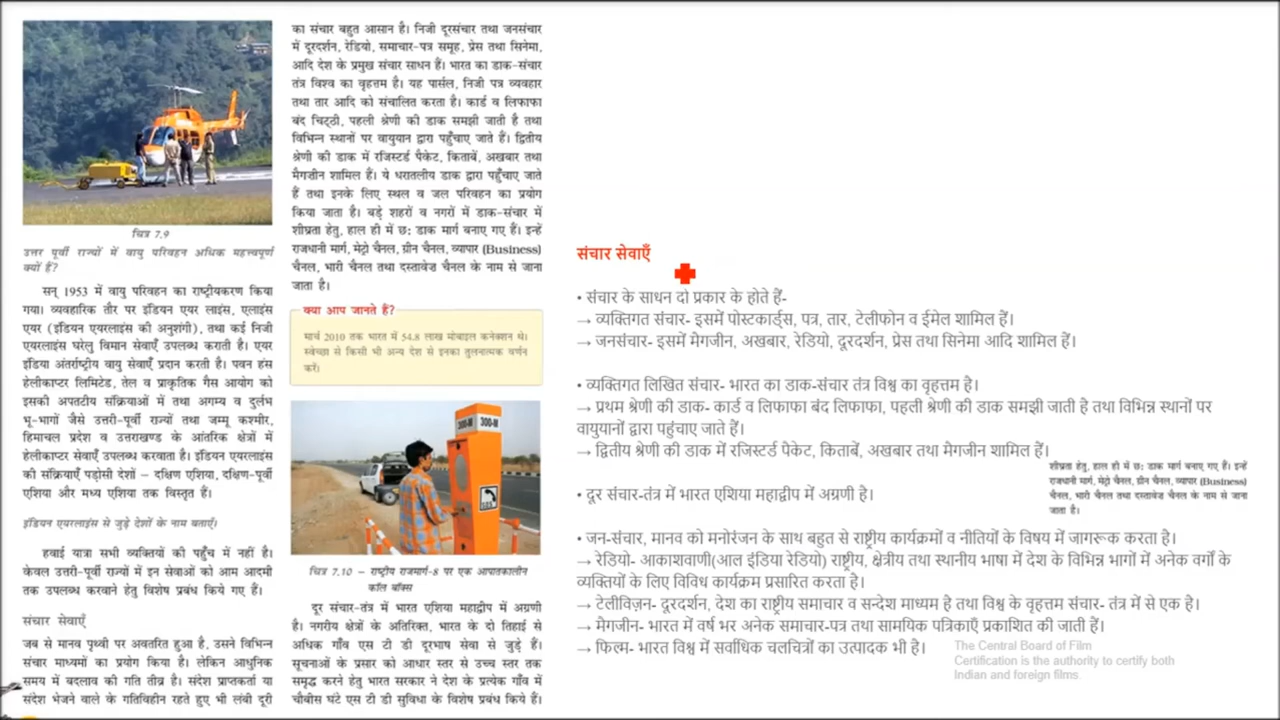 चित्र 7.9
उत्तर पूर्वी राज्यों में वायु परिवहन अधिक महत्त्वपूर्ण
क्यों हैं?
सन् 1953 में वायु परिवहन का राष्ट्रीयकरण किया
गया। व्यवहारिक तौर पर इंडियन एयर लाइंस, एलाइंस
एयर (इंडियन एयरलाइंस की अनुशंगी), तथा कई निजी
एयरलाइंस घरेलु विमान सेवाएँ उपलब्ध कराती है। एयर
इंडिया अंतर्राष्ट्रीय वायु सेवाएँ प्रदान करती है। पवन हंस
हेलीकाप्टर लिमिटेड, तेल व प्राकृतिक गैस आयोग को
इसकी अपतटीय संक्रियाओं में तथा अगम्य व दुर्लभ
भू-भागों जैसे उत्तरी-पूर्वी राज्यों तथा जम्मू कश्मीर,
हिमाचल प्रदेश व उत्तराखण्ड के आंतरिक क्षेत्रों में
हेलीकाप्टर सेवाएँ उपलब्ध करवाता है। इंडियन एयरलाइंस
की संक्रियाएँ पड़ोसी देशों – दक्षिण एशिया, दक्षिण-पूर्वी
एशिया और मध्य एशिया तक विस्तृत हैं।
इंडियन एयरलाइंस से जुड़े देशों के नाम बताएँ।
हवाई यात्रा सभी व्यक्तियों की पहुँच में नहीं है।
केवल उत्तरी-पूर्वी राज्यों में इन सेवाओं को आम आदमी
तक उपलब्ध करवाने हेतु विशेष प्रबंध किये गए हैं।
संचार सेवाएँ
जब से मानव पृथ्वी पर अवतरित हुआ है, उसने विभिन्न
संचार माध्यमों का प्रयोग किया है। लेकिन आधुनिक
समय में बदलाव की गति तीव्र है। संदेश प्राप्तकर्ता या
संदेश भेजने वाले के गतिविहीन रहते हुए भी लंबी दूरी
का संचार बहुत आसान है। निजी दूरसंचार तथा जनसंचार
में दूरदर्शन, रेडियो, समाचार-पत्र समूह, प्रेस तथा सिनेमा,
आदि देश के प्रमुख संचार साधन हैं। भारत का डाक-संचार
तंत्र विश्व का वृहत्तम है। यह पार्सल, निजी पत्र व्यवहार
तथा तार आदि को संचालित करता है। कार्ड व लिफाफा
बंद चिट्ठी, पहली श्रेणी की डाक समझी जाती है तथा
विभिन्न स्थानों पर वायुयान द्वारा पहुँचाए जाते हैं। द्वितीय
श्रेणी की डाक में रजिस्टर्ड पैकेट, किताबें, अखबार तथा
मैगज़ीन शामिल हैं। ये धरातलीय डाक द्वारा पहुँचाए जाते
हैं तथा इनके लिए स्थल व जल परिवहन का प्रयोग
किया जाता है। बड़े शहरों व नगरों में डाक-संचार में
शीघ्रता हेतु, हाल ही में छ: डाक मार्ग बनाए गए हैं। इन्हें
राजधानी मार्ग, मेट्रो चैनल, ग्रीन चैनल, व्यापार (Business)
चैनल, भारी चैनल तथा दस्तावेज चैनल के नाम से जाना
जाता है।
क्या आप जानते हैं?
मार्च 2010 तक भारत में 54.8 लाख मोबाइल कनेक्शन थे।
स्वेच्छा से किसी भी अन्य देश से इनका तुलनात्मक वर्णन
करें।
300-M 300-M
चित्र 7.10 – राष्ट्रीय राजमार्ग-8 पर एक आपातकालीन
कॉल बॉक्स
दूर संचार-तंत्र में भारत एशिया महाद्वीप में अग्रणी
है। नगरीय क्षेत्रों के अतिरिक्त, भारत के दो तिहाई से
अधिक गाँव एस टी डी दूरभाष सेवा से जुड़े हैं।
सूचनाओं के प्रसार को आधार स्तर से उच्च स्तर तक
समृद्ध करने हेतु भारत सरकार ने देश के प्रत्येक गाँव में
चौबीस घंटे एस टी डी सुविधा के विशेष प्रबंध किये हैं।
संचार सेवाएँ
• संचार के साधन दो प्रकार के होते हैं-
→ व्यक्तिगत संचार- इसमें पोस्टकार्ड्स, पत्र, तार, टेलीफोन व ईमेल शामिल हैं।
→ जनसंचार- इसमें मैगजीन, अखबार, रेडियो, दूरदर्शन, प्रेस तथा सिनेमा आदि शामिल हैं।
• व्यक्तिगत लिखित संचार- भारत का डाक-संचार तंत्र विश्व का वृहत्तम है।
→ प्रथम श्रेणी की डाक- कार्ड व लिफाफा बंद लिफाफा, पहली श्रेणी की डाक समझी जाती है तथा विभिन्न स्थानों पर
वायुयानों द्वारा पहुंचाए जाते हैं।
→ द्वितीय श्रेणी की डाक में रजिस्टर्ड पैकेट, किताबें, अखबार तथा मैगजीन शामिल हैं।
शीघ्रता हेतु, हाल ही में छ: डाक मार्ग बनाए गए हैं। इन्हें
राजधानी मार्ग, मेट्रो चैनल, ग्रीन चैनल, व्यापार (Business)
चैनल, भारी चैनल तथा दस्तावेज चैनल के नाम से जाना
जाता है।
• दूर संचार-तंत्र में भारत एशिया महाद्वीप में अग्रणी है।
• जन-संचार, मानव को मनोरंजन के साथ बहुत से राष्ट्रीय कार्यक्रमों व नीतियों के विषय में जागरूक करता है।
→ रेडियो- आकाशवाणी(आल इंडिया रेडियो) राष्ट्रीय, क्षेत्रीय तथा स्थानीय भाषा में देश के विभिन्न भागों में अनेक वर्गों के
व्यक्तियों के लिए विविध कार्यक्रम प्रसारित करता है।
→ टेलीविज़न- दूरदर्शन, देश का राष्ट्रीय समाचार व सन्देश माध्यम है तथा विश्व के वृहत्तम संचार- तंत्र में से एक है।
→ मैगजीन- भारत में वर्ष भर अनेक समाचार-पत्र तथा सामयिक पत्रिकाएँ प्रकाशित की जाती हैं।
→ फिल्म- भारत विश्व में सर्वाधिक चलचित्रों का उत्पादक भी है।
The Central Board of Film
Certification is the authority to certify both
Indian and foreign films.